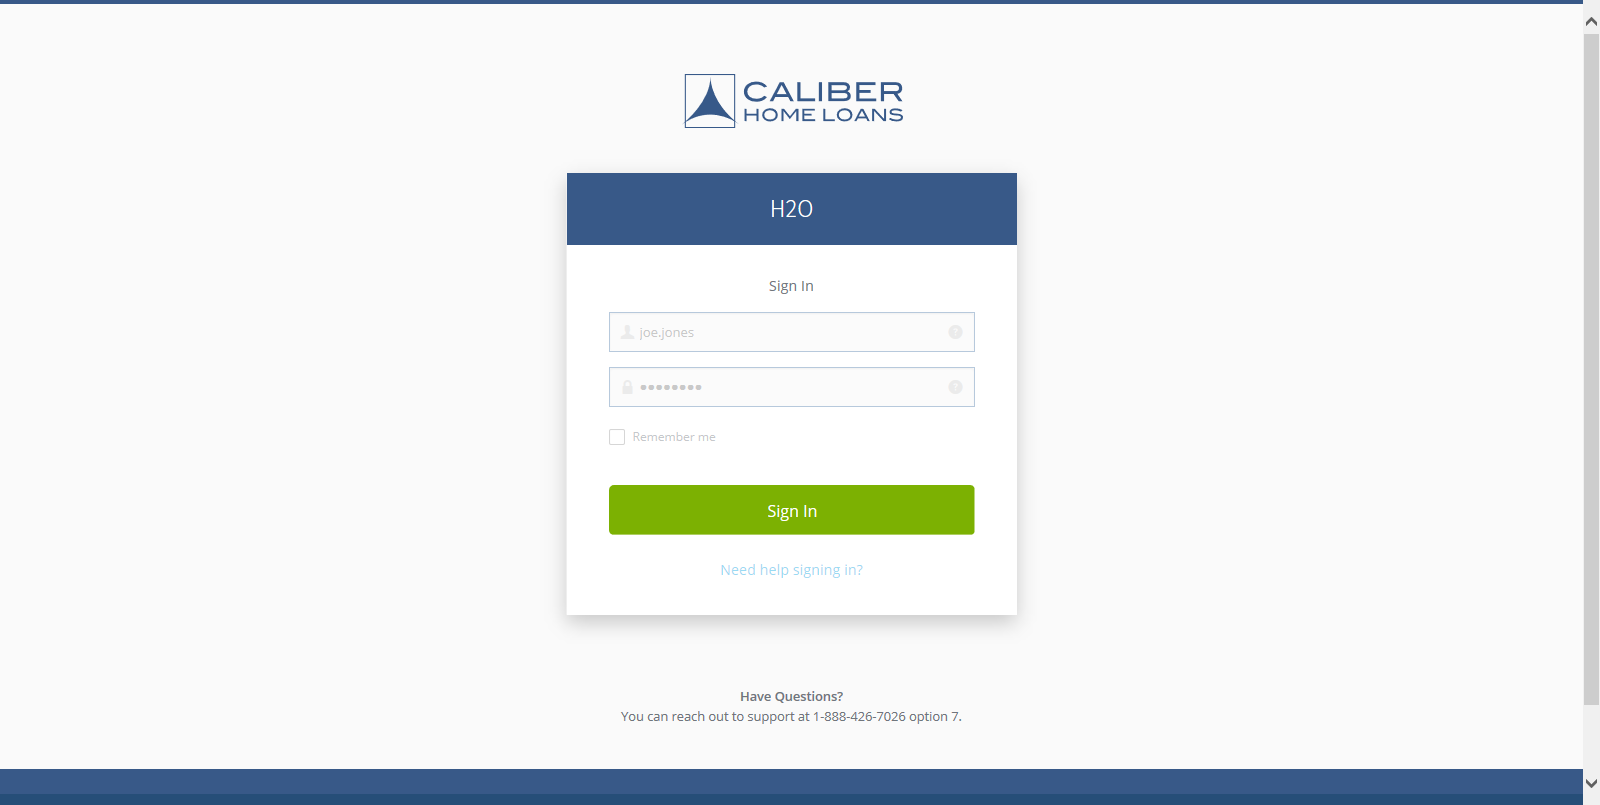 CALIBER
HOME LOANS
H2O
Sign In
joe.jones
••••••••
Remember me
Sign In
Need help signing in?
Have Questions?
You can reach out to support at 1-888-426-7026 option 7.